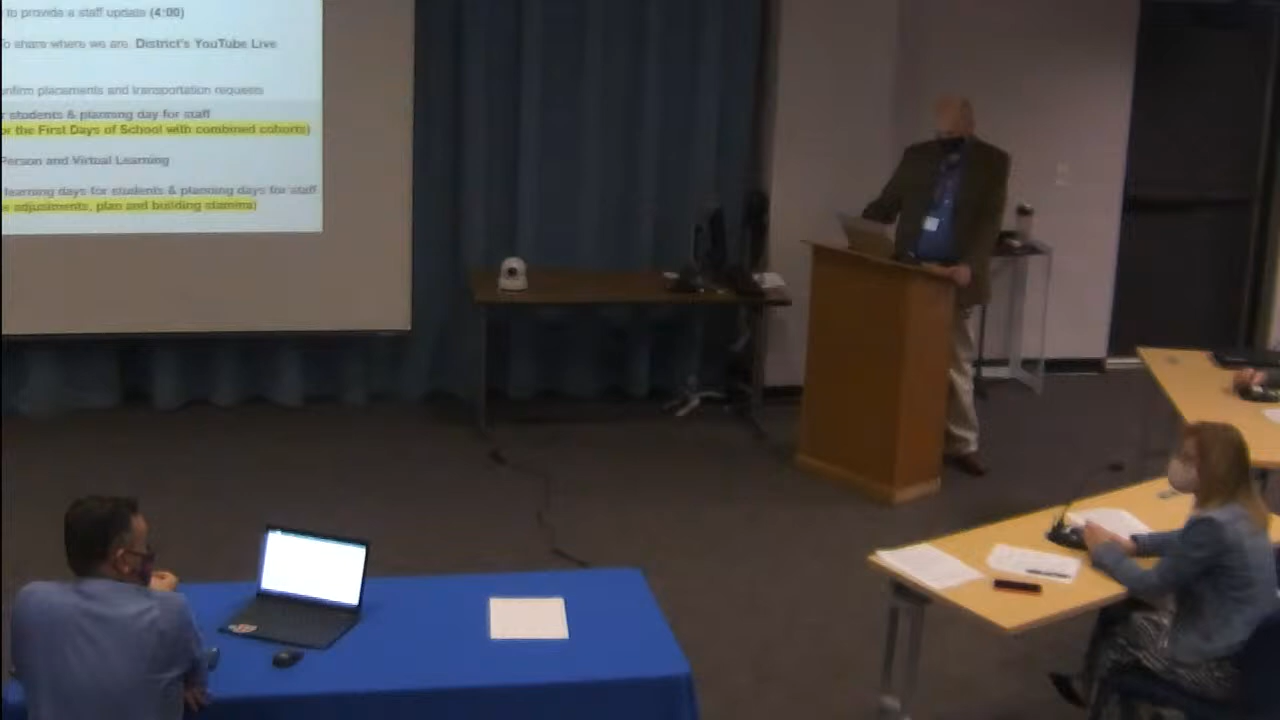 to provide a staff update (4:00)
To share where we are. District's YouTube Live
onfirm placements and transportation requests
r students & planning day for staff
or the First Days of School with combined cohorts)
Person and Virtual Learning
learning days for students & planning days for staff
adjustments, plan and building stamina)